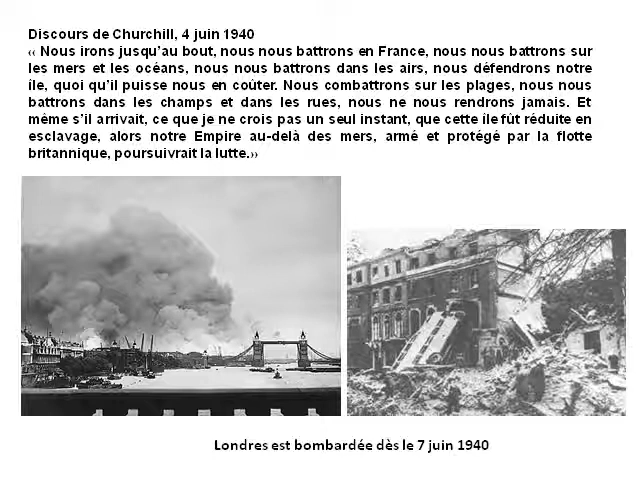 Discours de Churchill, 4 juin 1940
‹‹ Nous irons jusqu’au bout, nous nous battrons en France, nous nous battrons sur
les mers et les océans, nous nous battrons dans les airs, nous défendrons notre
île, quoi qu’il puisse nous en coûter. Nous combattrons sur les plages, nous nous
battrons dans les champs et dans les rues, nous ne nous rendrons jamais. Et
même s’il arrivait, ce que je ne crois pas un seul instant, que cette île fût réduite en
esclavage, alors notre Empire au-delà des mers, armé et protégé par la flotte
britannique, poursuivrait la lutte.››
Londres est bombardée dès le 7 juin 1940